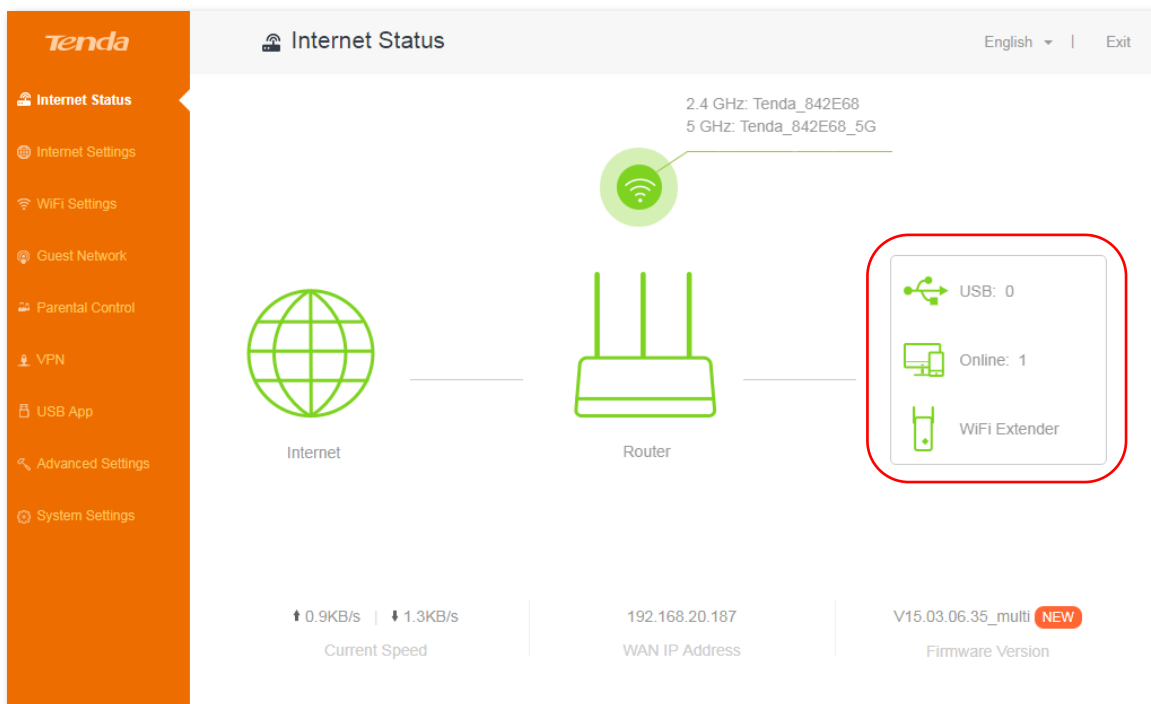 Tenda
Internet Status
English
Exit
Internet Status
Internet Settings
WiFi Settings
Guest Network
Parental Control
VPN
USB App
Advanced Settings
System Settings
2.4 GHz: Tenda_842E68
5 GHz: Tenda_842E68_5G
USB: 0
Online: 1
WiFi Extender
Internet
Router
0.9KB/s | 1.3KB/s
Current Speed
192.168.20.187
WAN IP Address
V15.03.06.35_multi NEW
Firmware Version